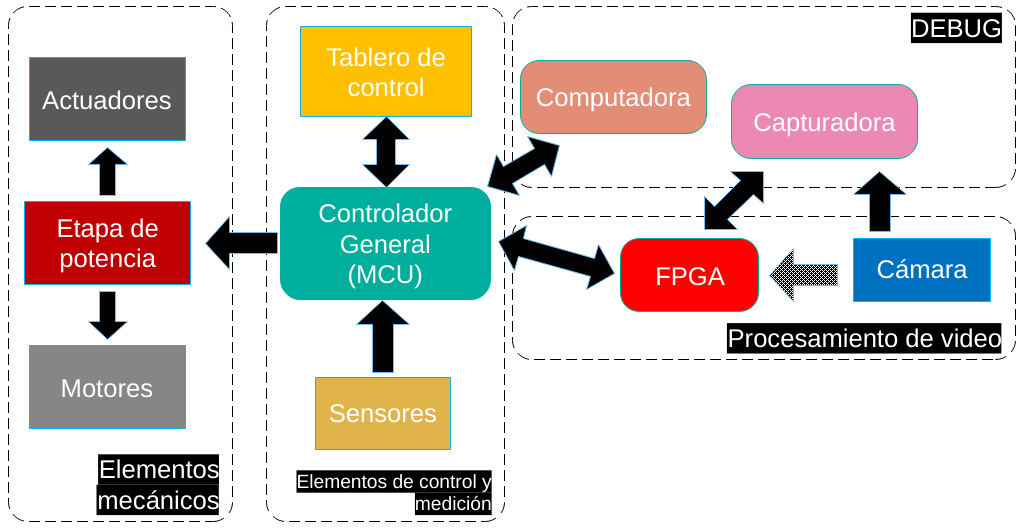 Actuadores
Etapa de
potencia
Motores
Elementos
mecánicos
Tablero de
control
Controlador
General
(MCU)
Sensores
Elementos de control y
medición
DEBUG
Computadora
Capturadora
FPGA
Cámara
Procesamiento de video